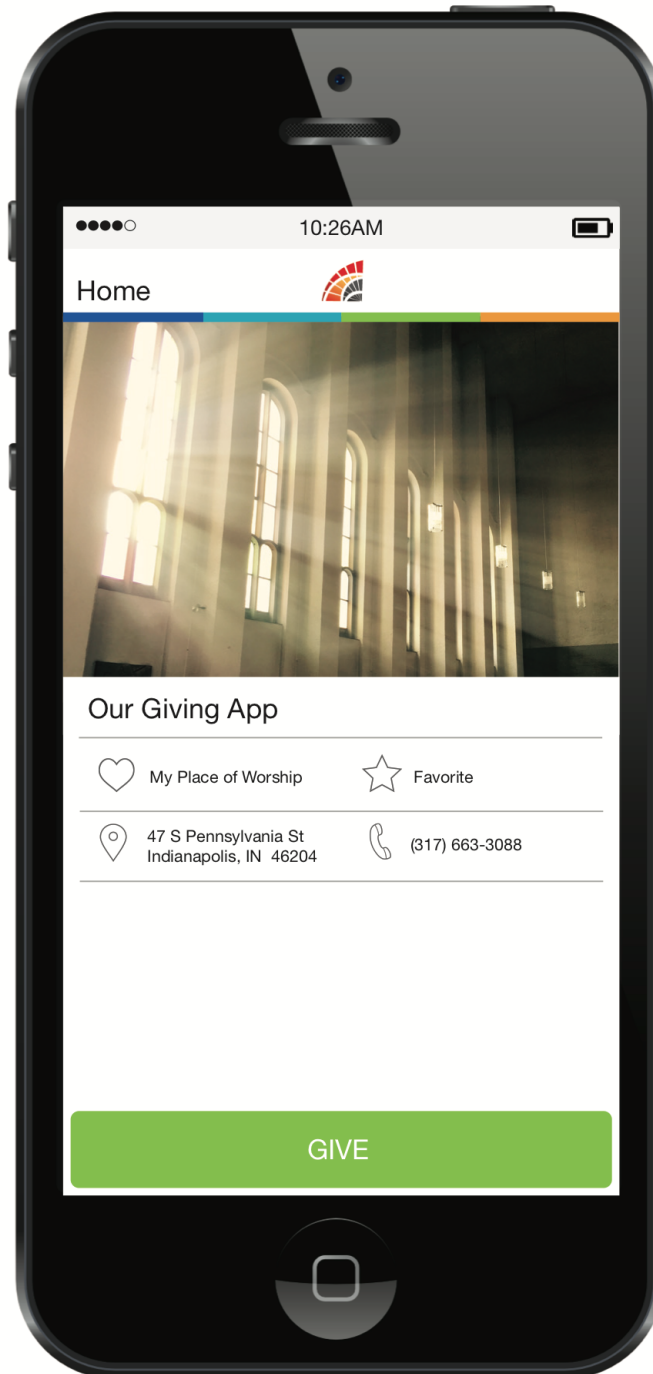 10:26AM
Home
Our Giving App
My Place of Worship
Favorite
47 S Pennsylvania St
Indianapolis, IN  46204
(317) 663-3088
GIVE